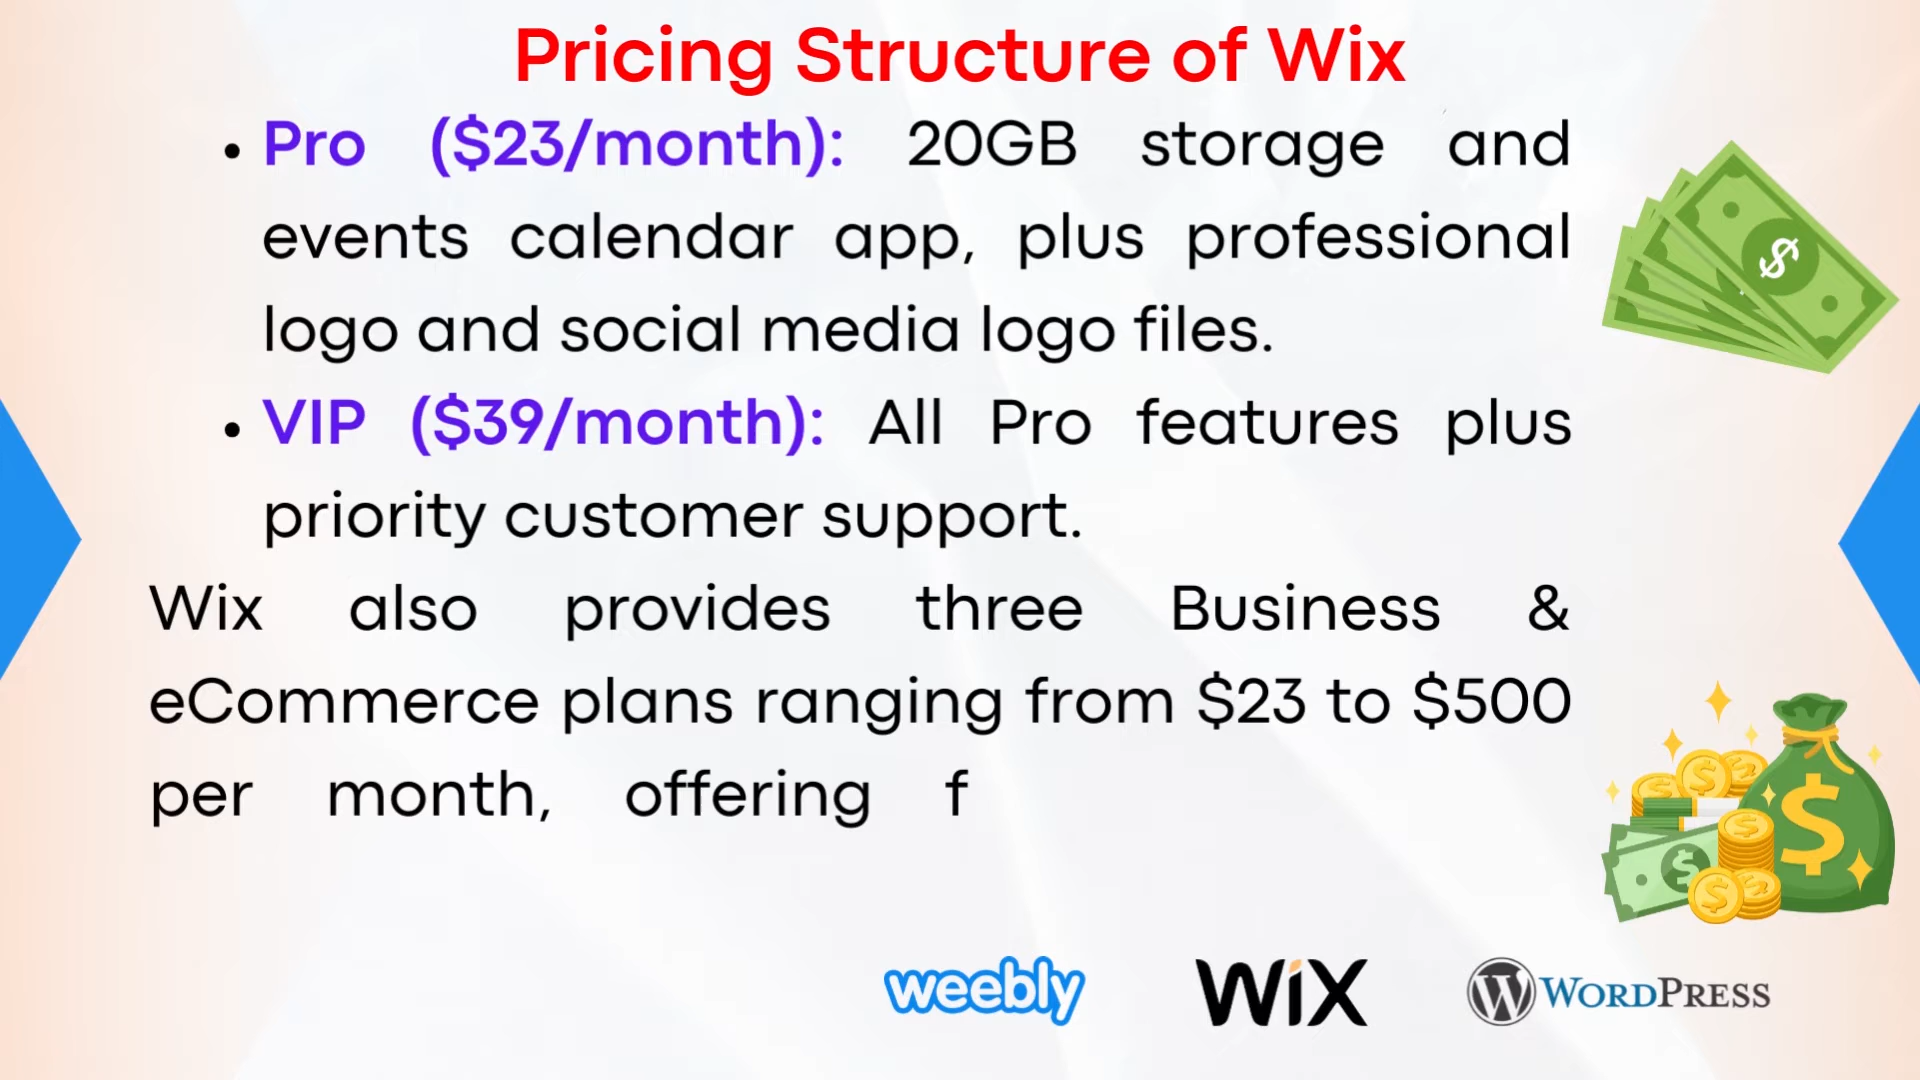 Pricing Structure of Wix
• Pro ($23/month): 20GB storage and
events calendar app, plus professional
logo and social media logo files.
• VIP ($39/month): All Pro features plus
priority customer support.
Wix also provides three Business &
eCommerce plans ranging from $23 to $500
per month, offering f
$
$
$
weebly WiX WORDPRESS